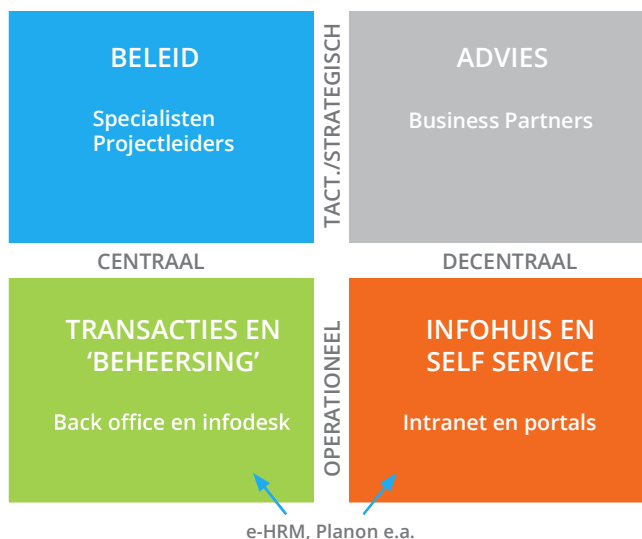 BELEID
Specialisten
Projectleiders
TACT./STRATEGISCH
ADVIES
Business Partners
CENTRAAL
DECENTRAAL
TRANSACTIES EN
‘BEHEERSING’
Back office en infodesk
OPERATIONEEL
INFOHUIS EN
SELF SERVICE
Intranet en portals
e-HRM, Planon e.a.